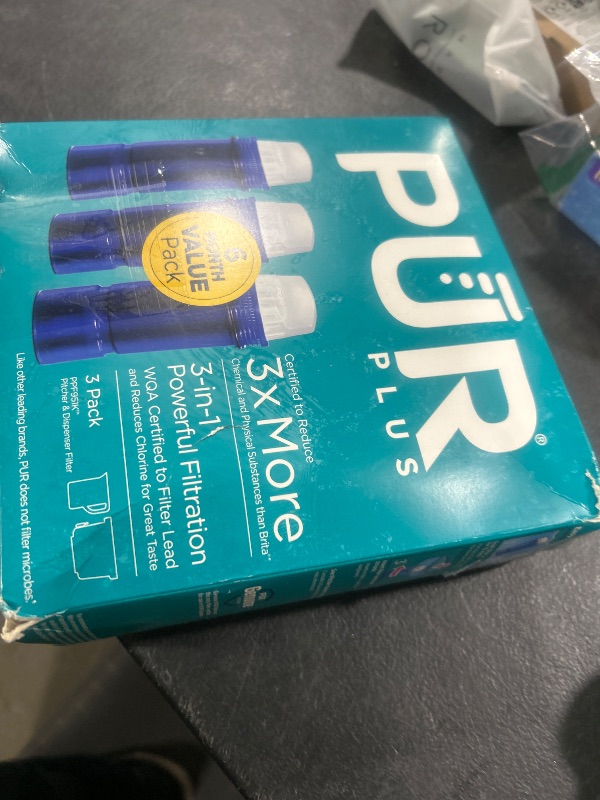 PUR®
PLUS
6
MONTH
VALUE
Pack
Certified to Reduce
3x More
Chemical and Physical Substances than Brita**
3-in-1
Powerful Filtration
WQA Certified to Filter Lead
and Reduces Chlorine for Great Taste
3 Pack
PPF951K™
Pitcher & Dispenser Filter
Like other leading brands, PUR does not filter microbes.